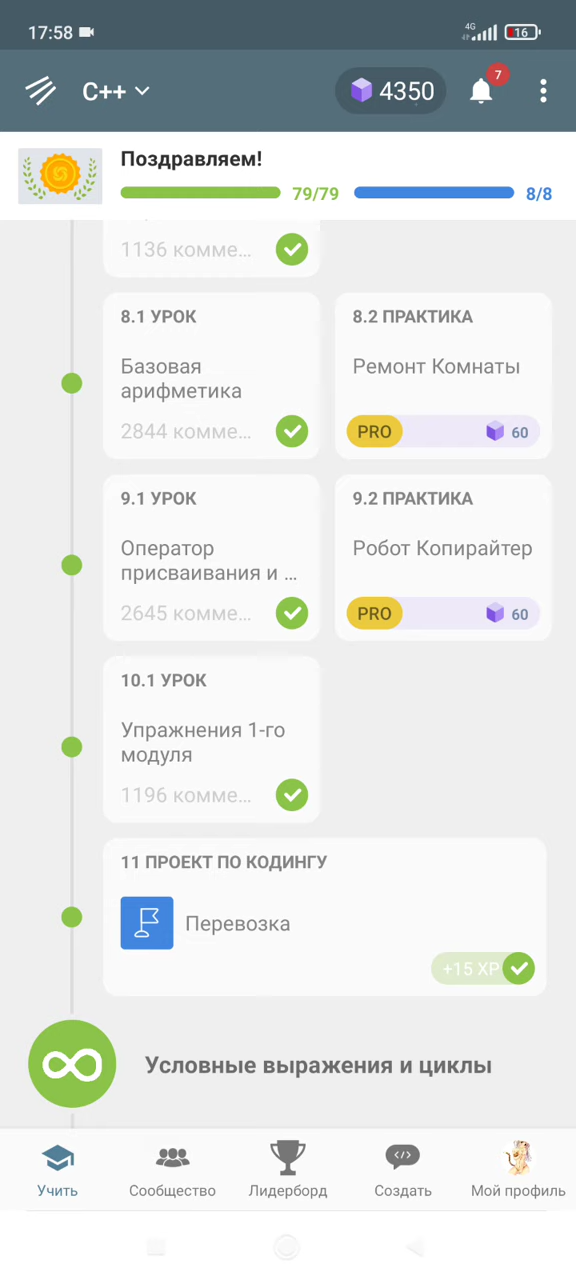 17:58
4G
16
C++
4350
7
Поздравляем!
79/79
8/8
1136 комме...
8.1 УРОК
Базовая
арифметика
2844 комме...
8.2 ПРАКТИКА
Ремонт Комнаты
PRO
60
9.1 УРОК
Оператор
присваивания и ...
2645 комме...
9.2 ПРАКТИКА
Робот Копирайтер
PRO
60
10.1 УРОК
Упражнения 1-го
модуля
1196 комме...
11 ПРОЕКТ ПО КОДИНГУ
Перевозка
+15 XP
Условные выражения и циклы
Учить
Сообщество
Лидерборд
Создать
Мой профиль